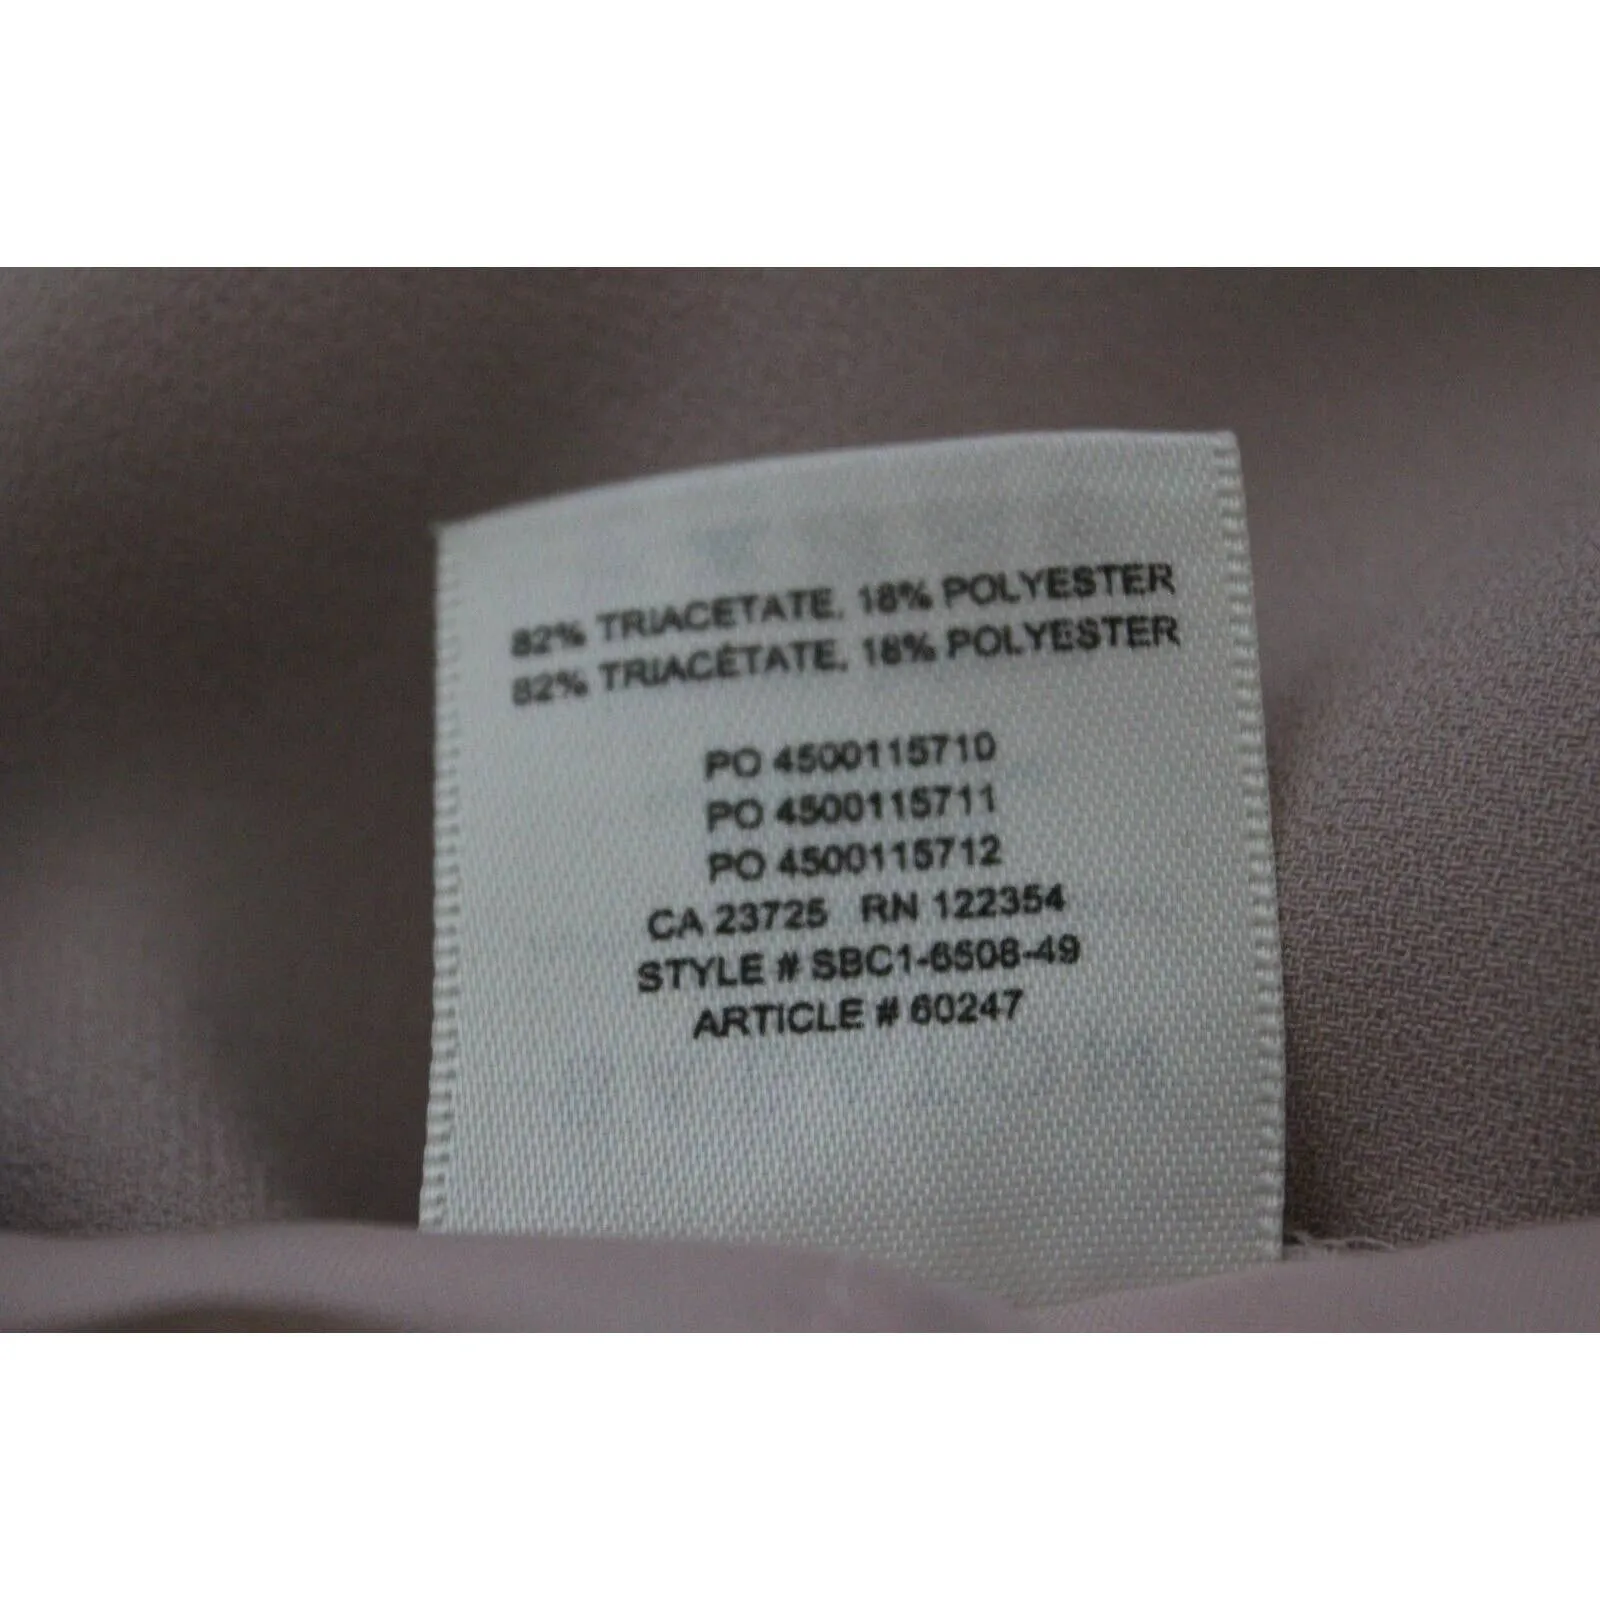 82% TRIACETATE, 18% POLYESTER
82% TRIACÉTATE, 18% POLYESTER
PO 4500115710
PO 4500115711
PO 4500115712
CA 23725 RN 122354
STYLE # SBC1-6508-49
ARTICLE # 60247